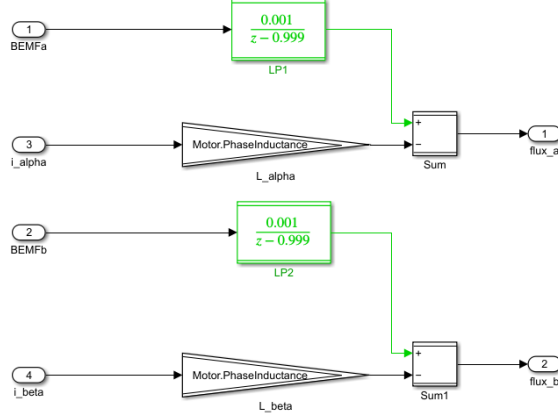 1
BEMFa
0.001
z − 0.999
LP1
+
−
Sum
1
flux_a
3
i_alpha
Motor.PhaseInductance
L_alpha
2
BEMFb
0.001
z − 0.999
LP2
+
−
Sum1
2
flux_b
4
i_beta
Motor.PhaseInductance
L_beta